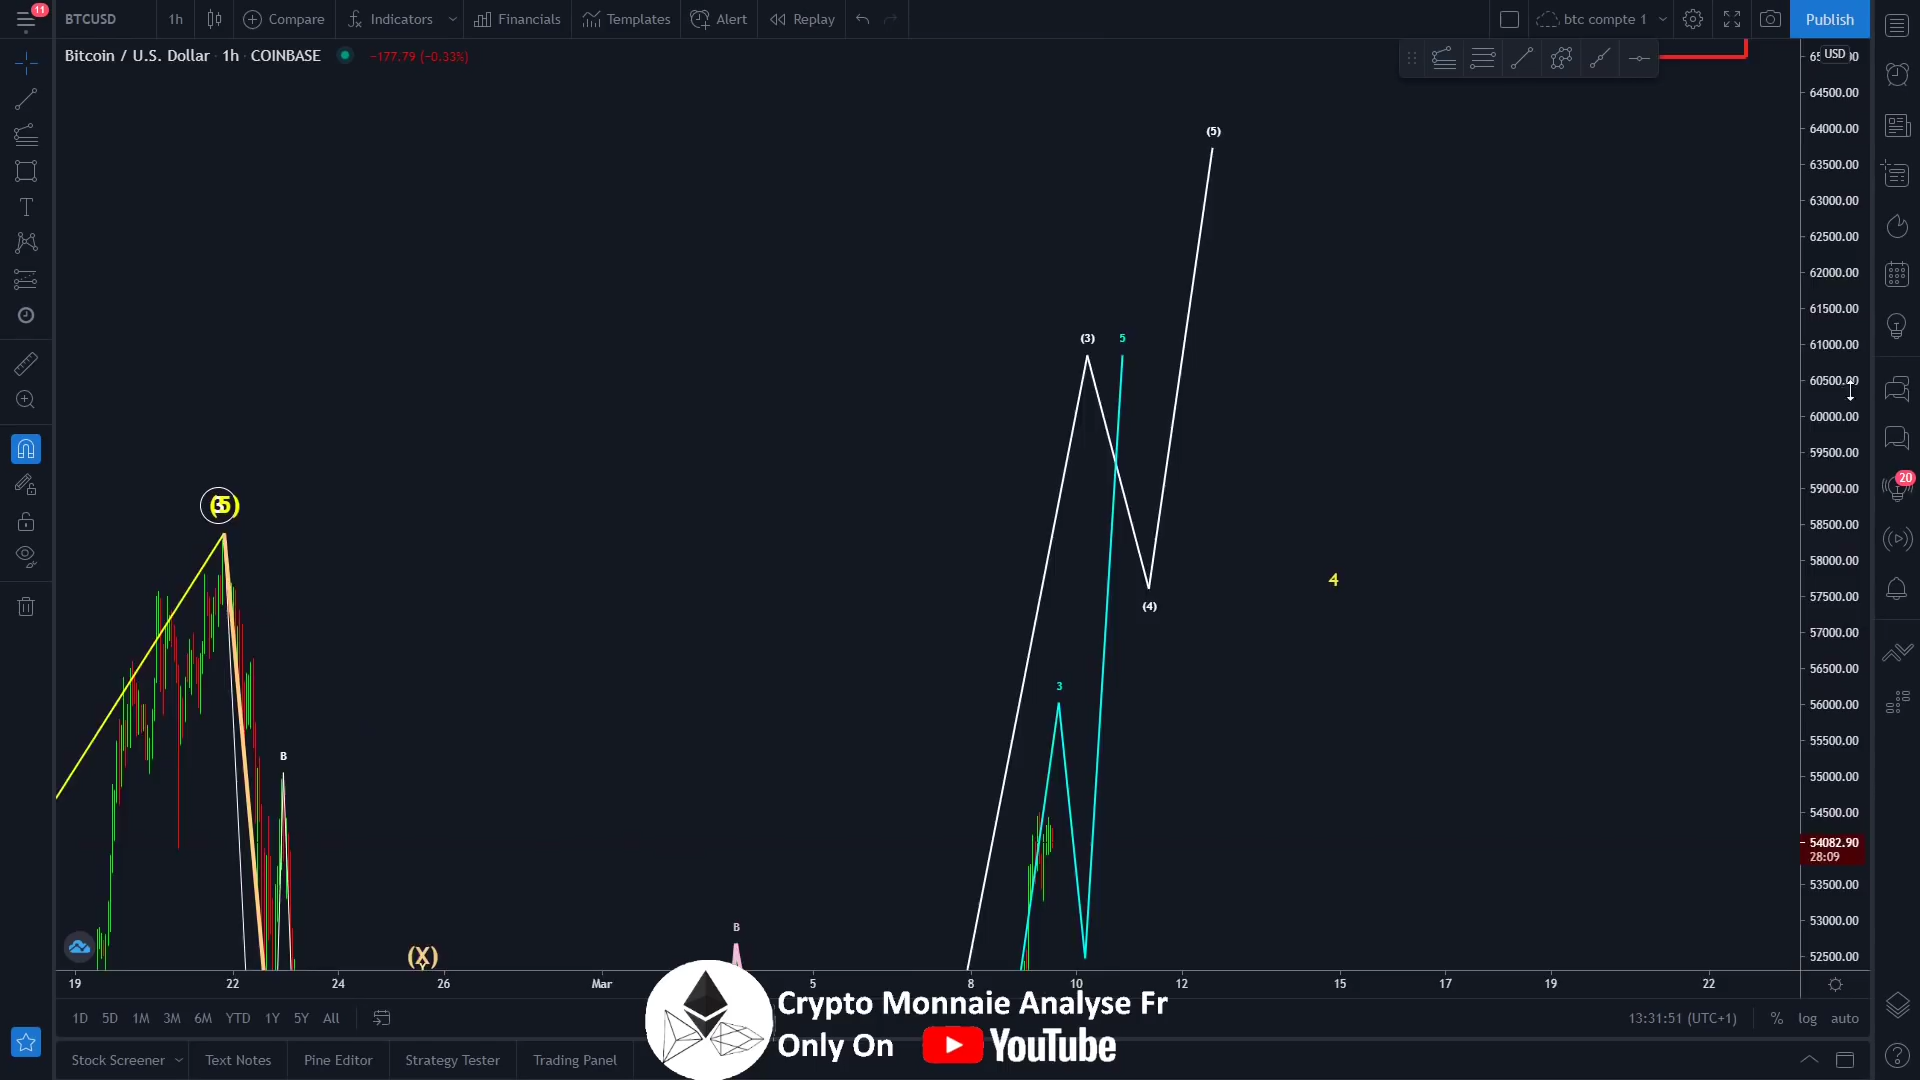 11
BTCUSD
1h
Compare
Indicators
Financials
Templates
Alert
Replay
btc compte 1
Publish
Bitcoin / U.S. Dollar · 1h · COINBASE
−177.79 (−0.33%)
USD
64500.00
64000.00
63500.00
63000.00
62500.00
62000.00
61500.00
61000.00
60500.00
60000.00
59500.00
59000.00
58500.00
58000.00
57500.00
57000.00
56500.00
56000.00
55500.00
55000.00
54500.00
54082.90
28:09
53500.00
53000.00
52500.00
20
(5)
(3)
5
(4)
4
3
B
B
(X)
19
22
24
26
Mar
5
8
10
12
15
17
19
22
1D
5D
1M
3M
6M
YTD
1Y
5Y
All
13:31:51 (UTC+1)
%
log
auto
Stock Screener
Text Notes
Pine Editor
Strategy Tester
Trading Panel
Crypto Monnaie Analyse Fr
Only On
YouTube